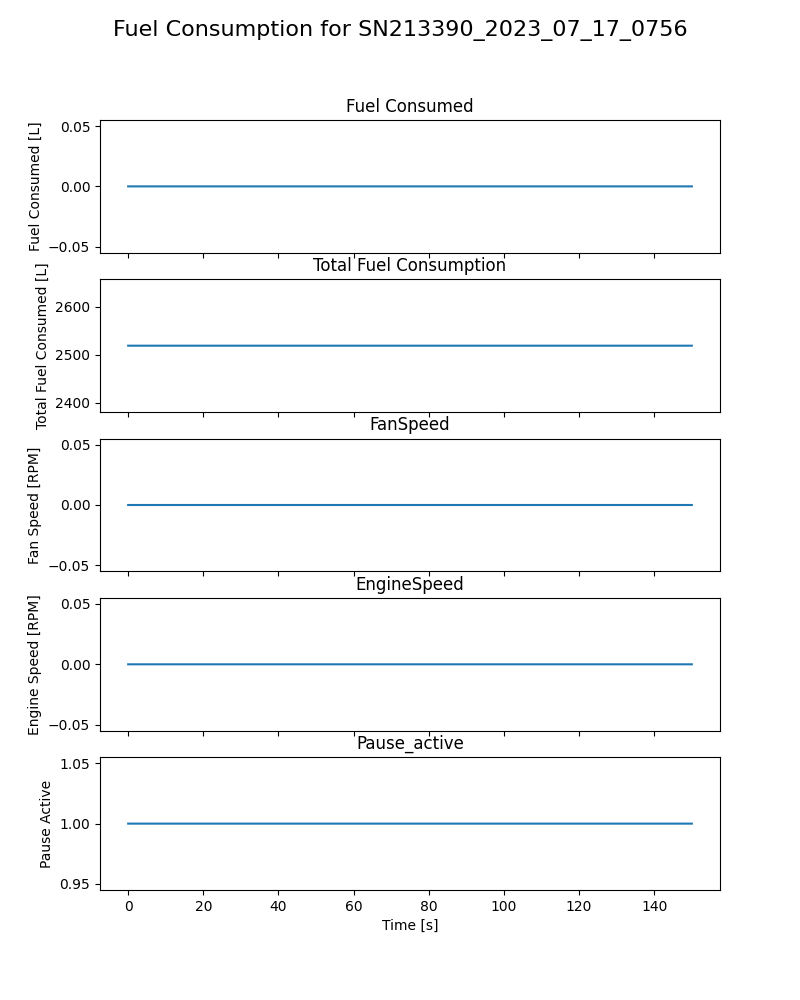 Fuel Consumption for SN213390_2023_07_17_0756
Fuel Consumed
Fuel Consumed [L]
0.05
0.00
−0.05
Total Fuel Consumption
Total Fuel Consumed [L]
2600
2500
2400
FanSpeed
Fan Speed [RPM]
0.05
0.00
−0.05
EngineSpeed
Engine Speed [RPM]
0.05
0.00
−0.05
Pause_active
Pause Active
1.05
1.00
0.95
0 20 40 60 80 100 120 140
Time [s]